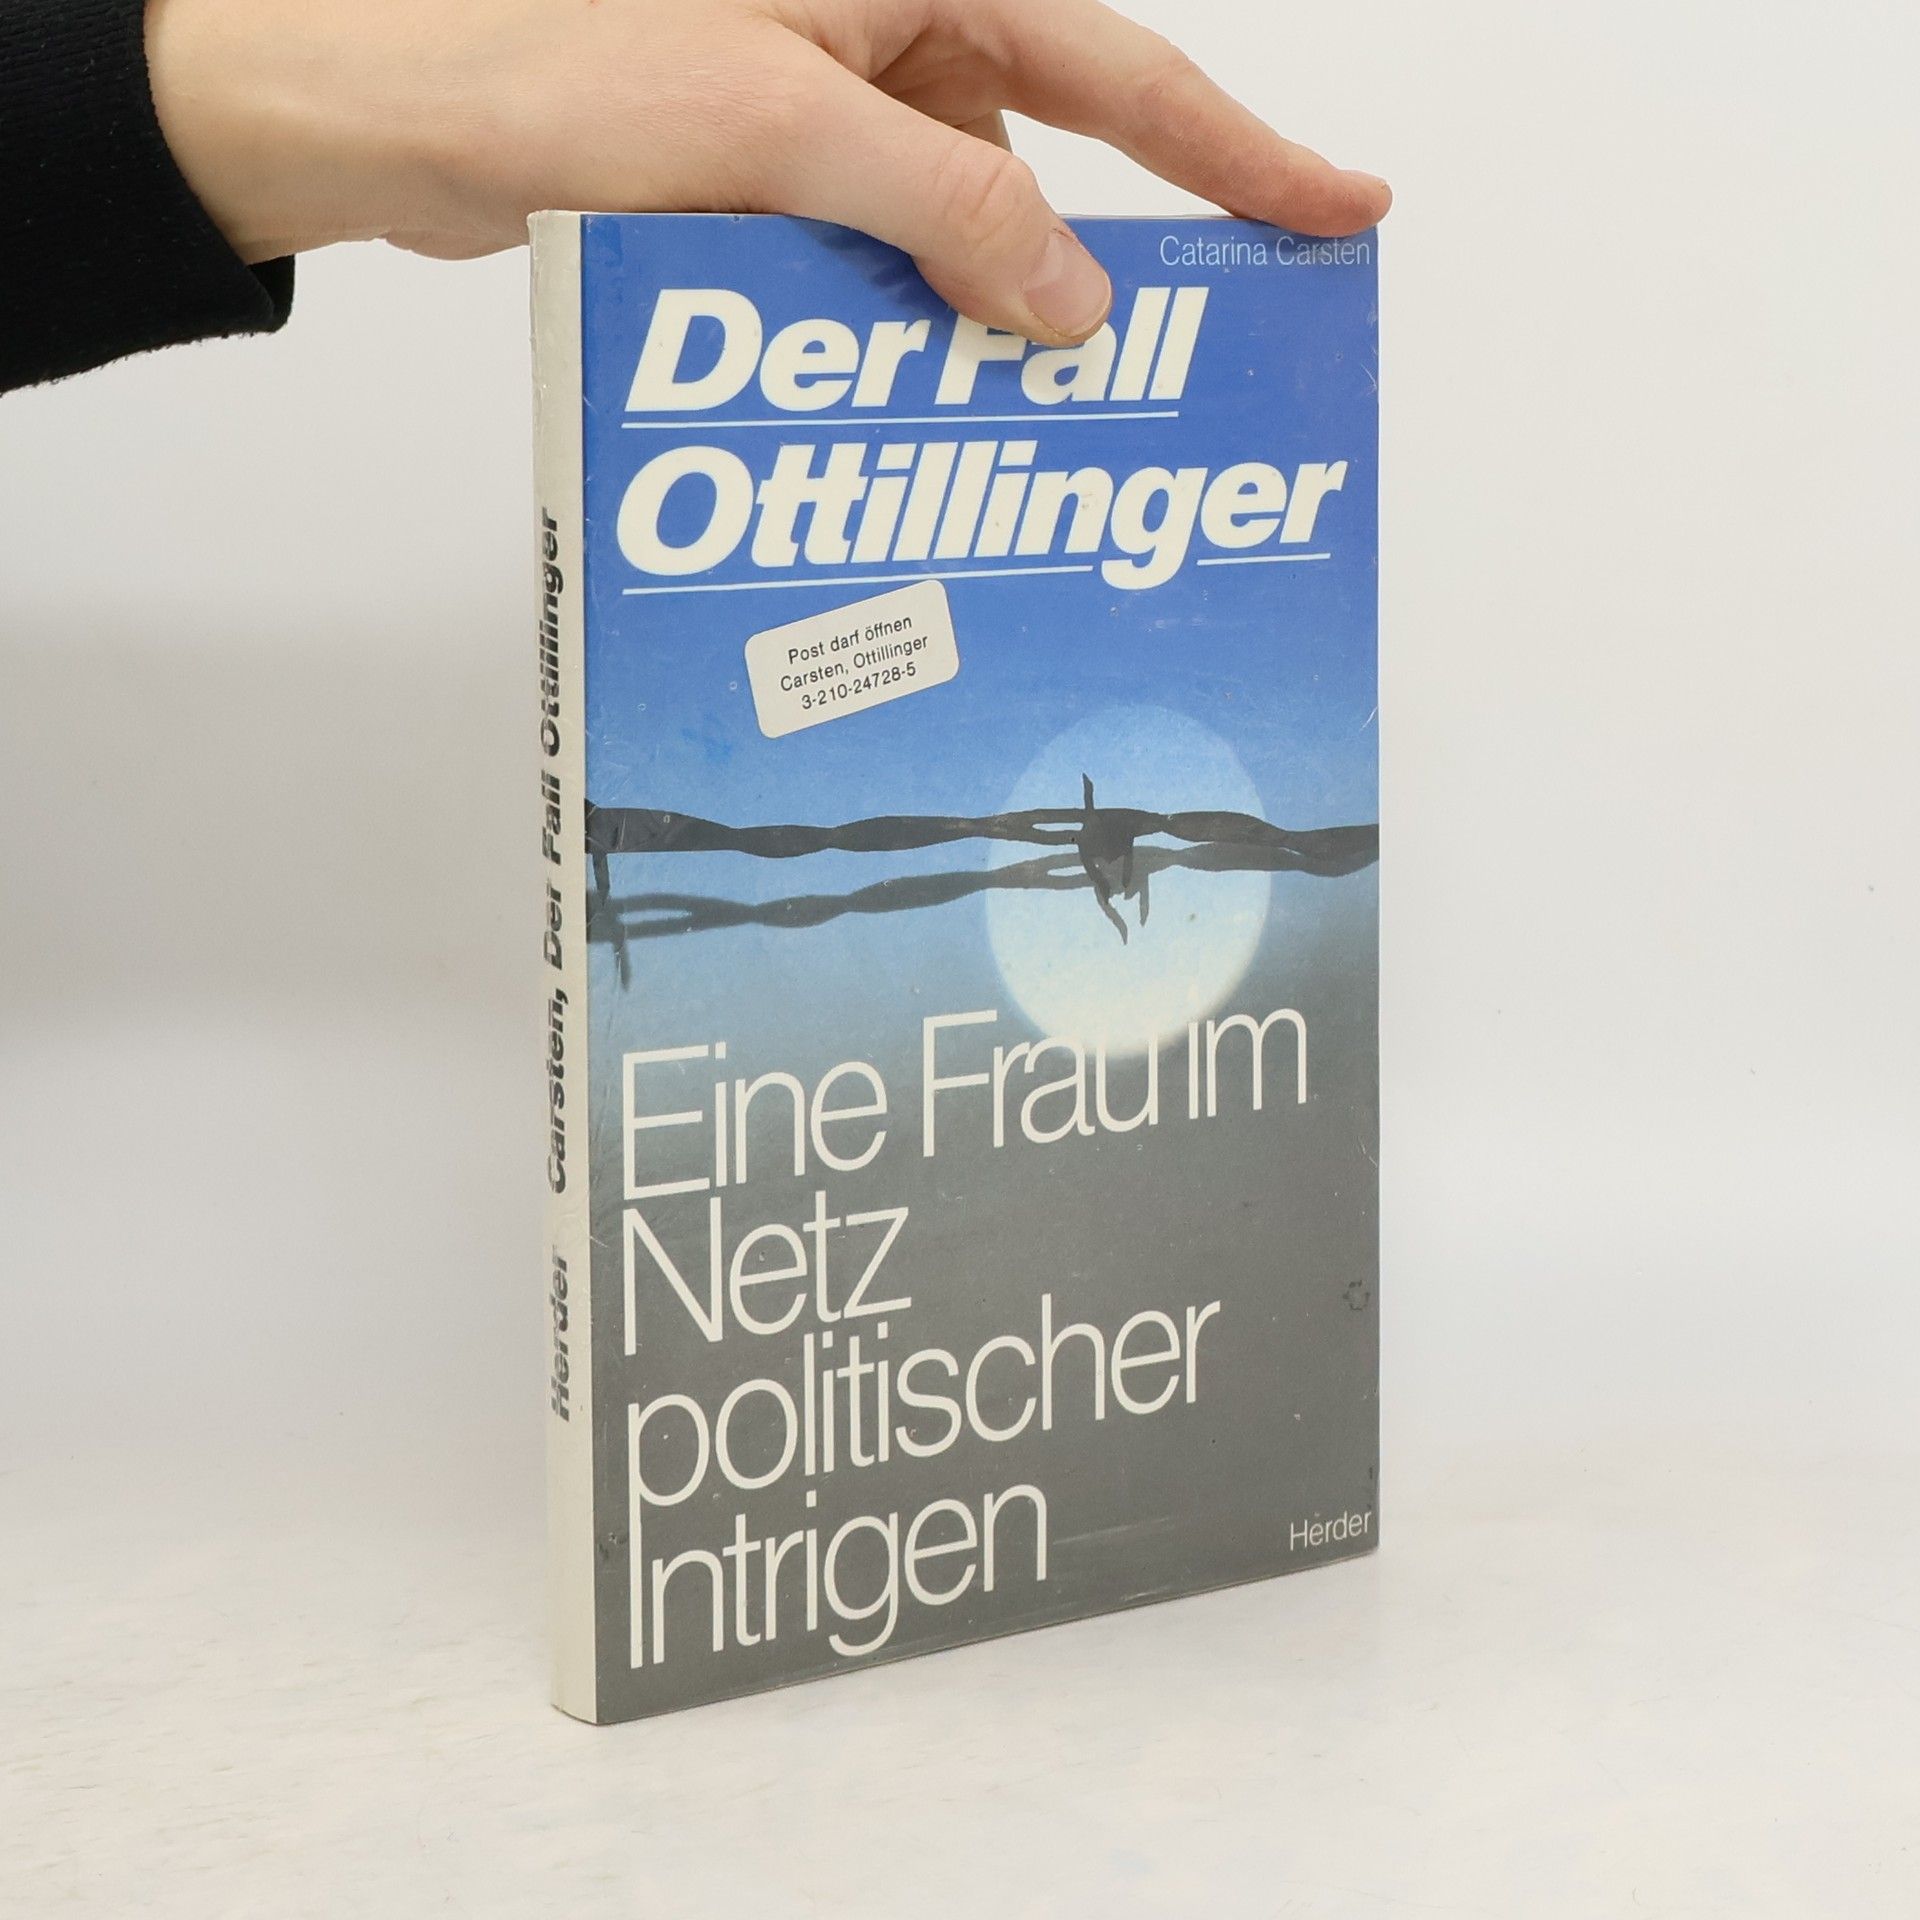 Catarina Carsten
Der Fall
Ottillinger
Post darf öffnen
Carsten, Ottillinger
3-210-24728-5
Eine Frau im
Netz
politischer
Intrigen
Herder
Herder Carsten, Der Fall Ottillinger